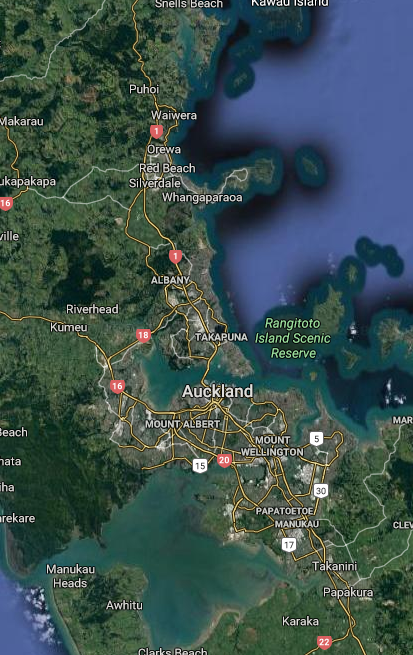 Snells Beach
Kawau Island
Puhoi
Waiwera
Makarau
1
Orewa
Red Beach
ukapakapa
Silverdale
16
Whangaparaoa
ville
1
ALBANY
Riverhead
Kumeu
18
TAKAPUNA
Rangitoto
Island Scenic
Reserve
16
Auckland
MOUNT ALBERT
MAR
Beach
5
MOUNT
WELLINGTON
nata
15
20
iha
30
PAPATOETOE
arekare
MANUKAU
CLEV
17
Manukau
Heads
Takanini
Papakura
Awhitu
Karaka
22
Clarks Beach